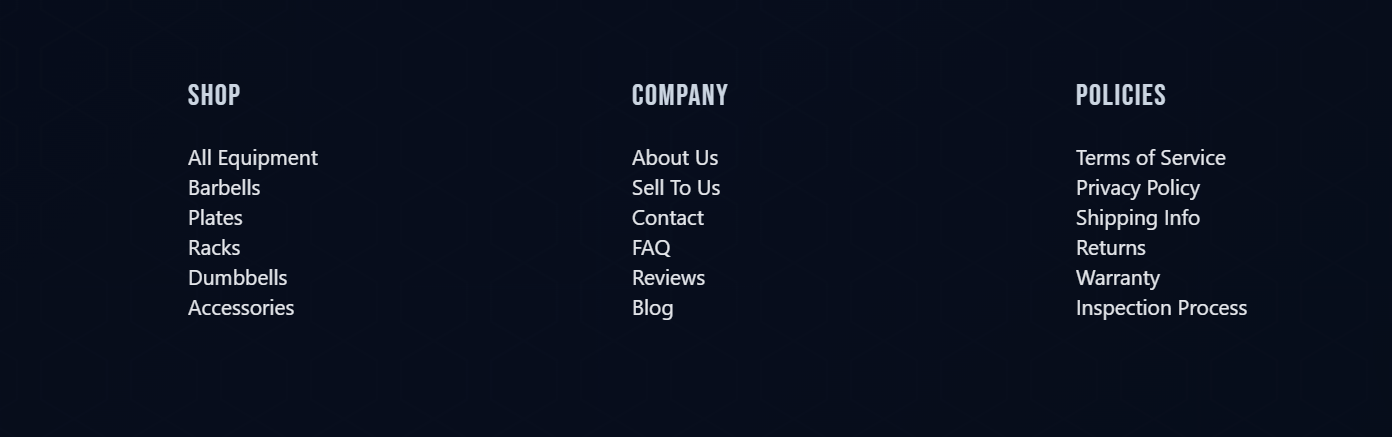 SHOP
All Equipment
Barbells
Plates
Racks
Dumbbells
Accessories
COMPANY
About Us
Sell To Us
Contact
FAQ
Reviews
Blog
POLICIES
Terms of Service
Privacy Policy
Shipping Info
Returns
Warranty
Inspection Process